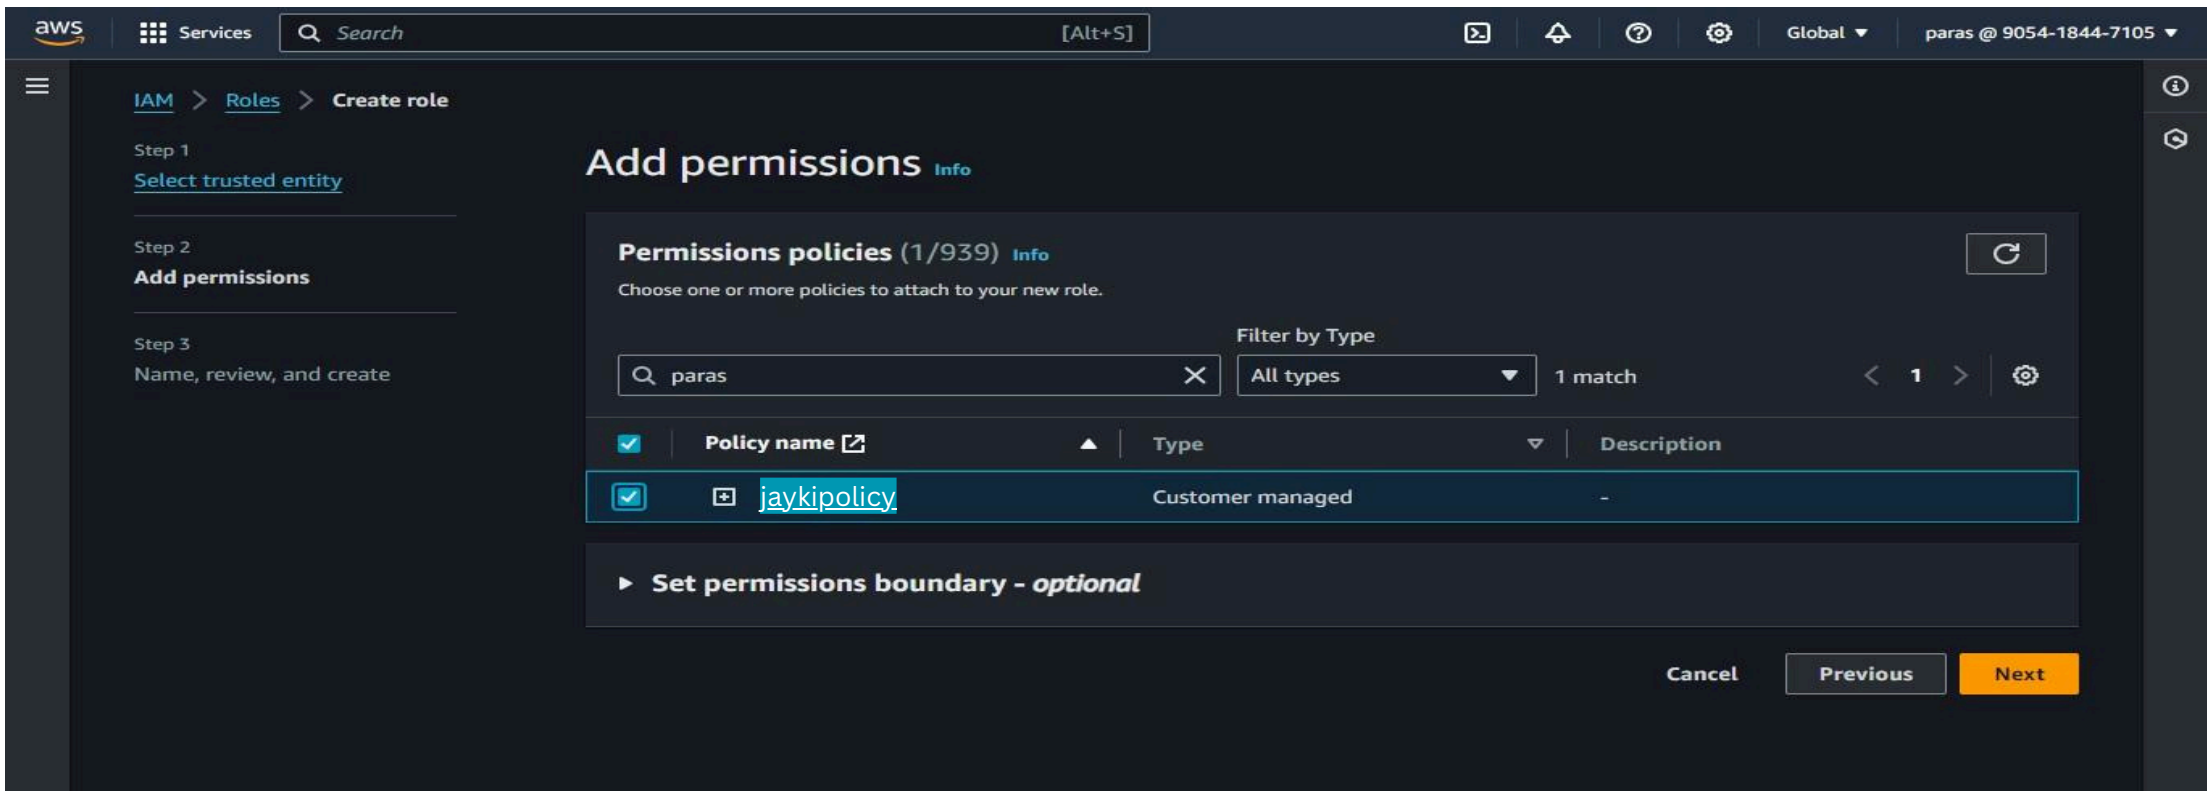 aws Services Search [Alt+S] Global paras @ 9054-1844-7105
IAM > Roles > Create role
Step 1
Select trusted entity
Step 2
Add permissions
Step 3
Name, review, and create
Add permissions Info
Permissions policies (1/939) Info
Choose one or more policies to attach to your new role.
Filter by Type
paras All types 1 match 1
Policy name Type Description
jaykipolicy Customer managed -
Set permissions boundary - optional
Cancel Previous Next